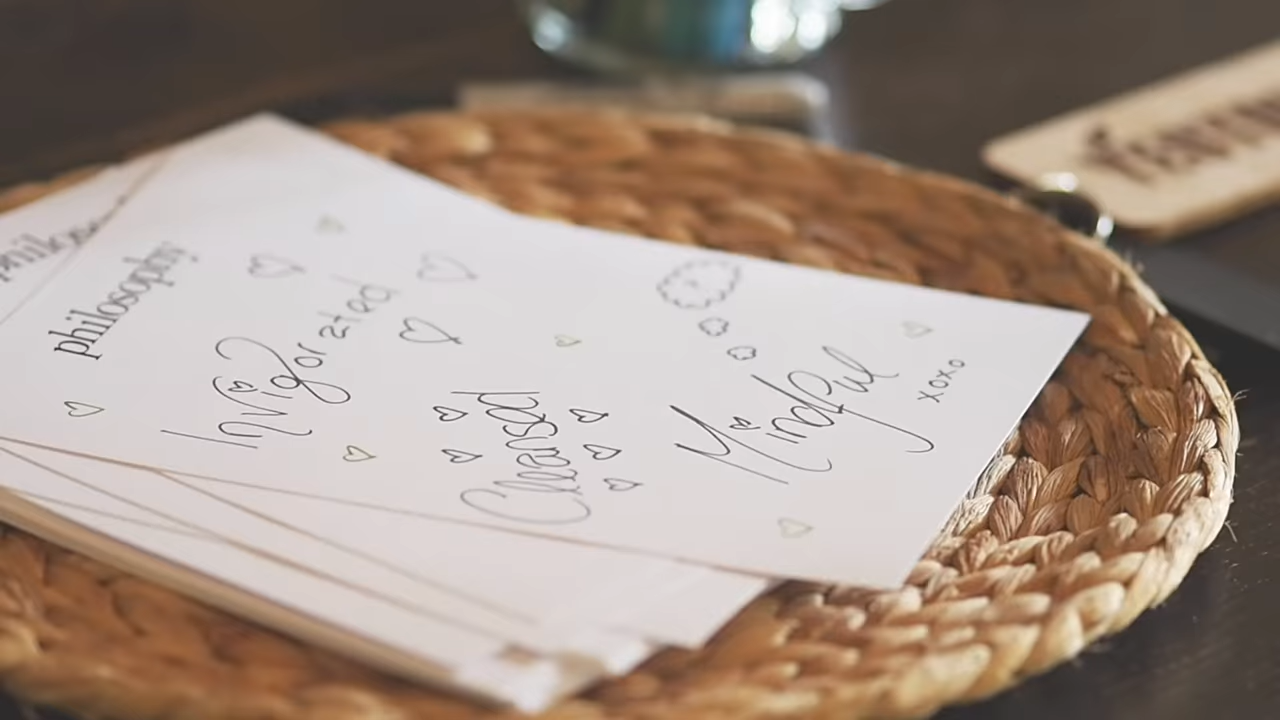 philosophy
Invigorated
Cleansed
Mindful
xoxo